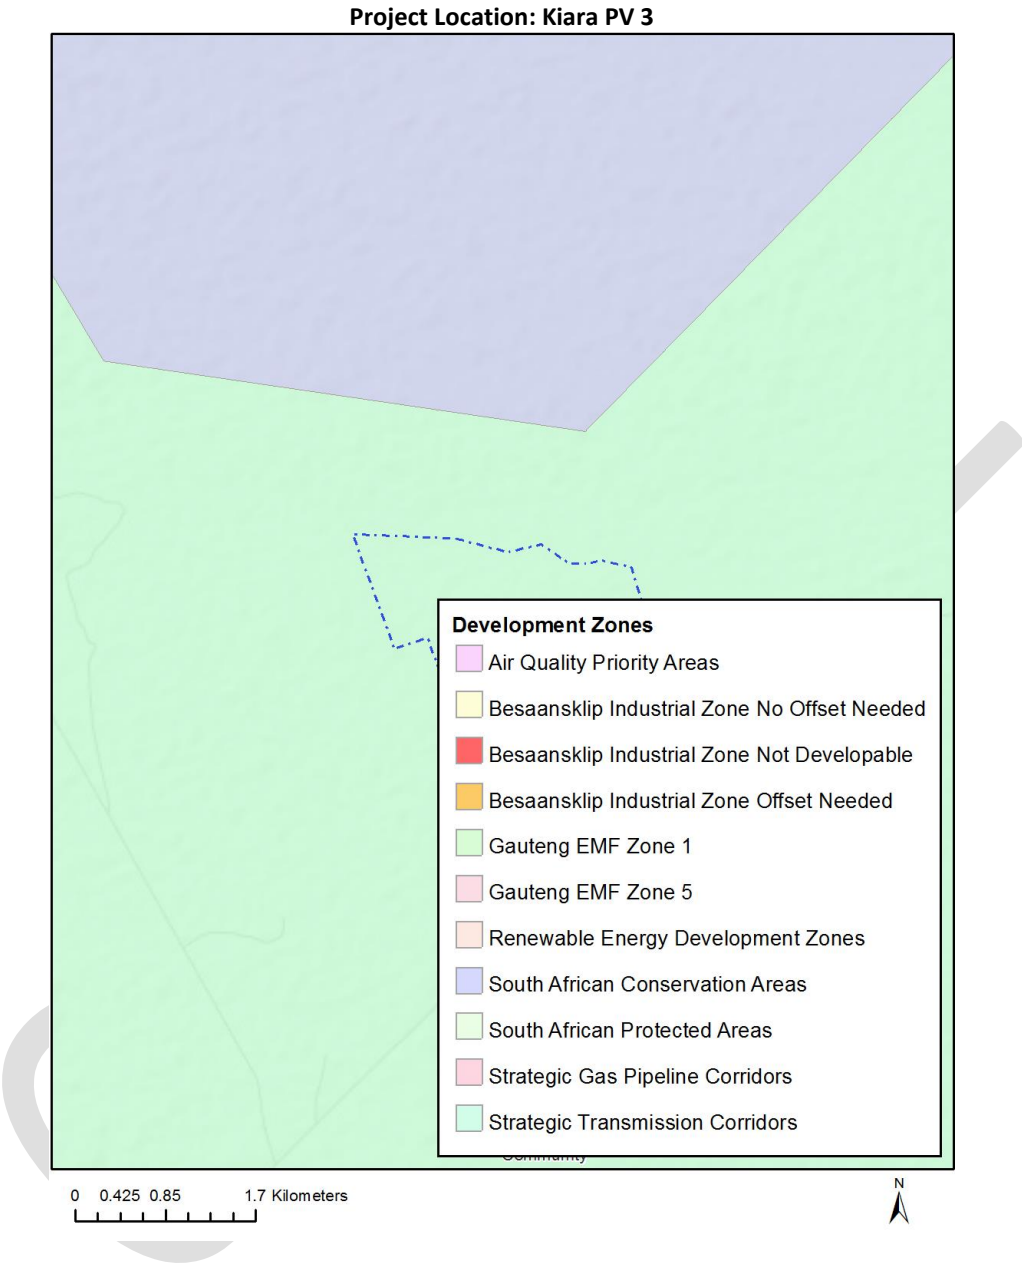 Project Location: Kiara PV 3
Development Zones
Air Quality Priority Areas
Besaansklip Industrial Zone No Offset Needed
Besaansklip Industrial Zone Not Developable
Besaansklip Industrial Zone Offset Needed
Gauteng EMF Zone 1
Gauteng EMF Zone 5
Renewable Energy Development Zones
South African Conservation Areas
South African Protected Areas
Strategic Gas Pipeline Corridors
Strategic Transmission Corridors
Community
0 0.425 0.85 1.7 Kilometers
N